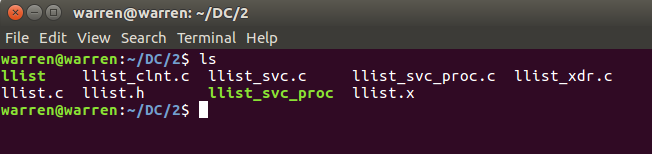 warren@warren: ~/DC/2
File Edit View Search Terminal Help
warren@warren:~/DC/2$ ls
llist llist_clnt.c llist_svc.c llist_svc_proc.c llist_xdr.c
llist.c llist.h llist_svc_proc llist.x
warren@warren:~/DC/2$